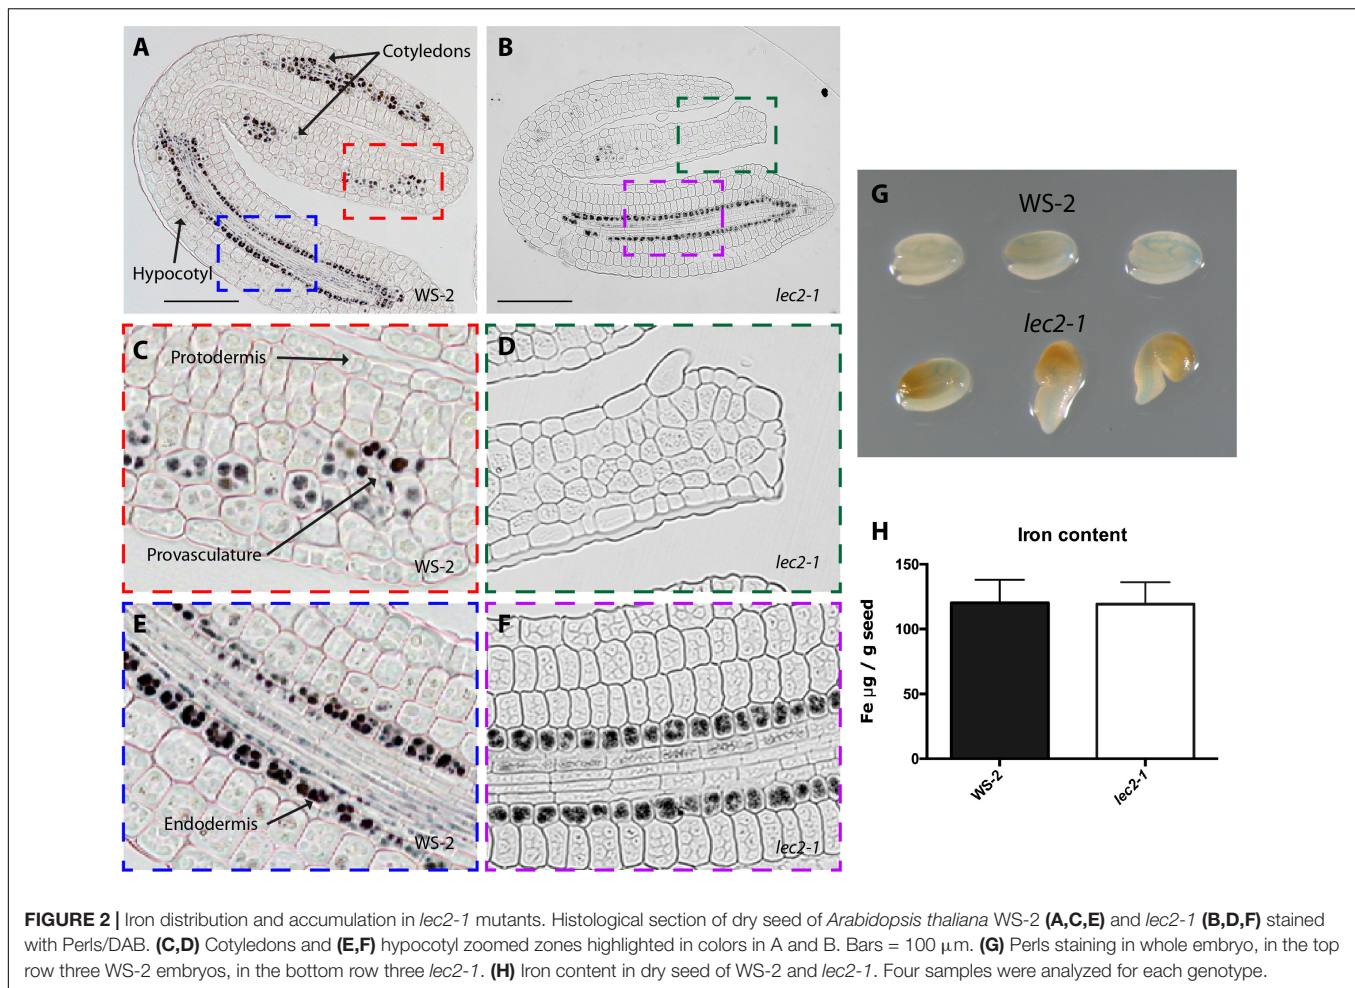 A
Cotyledons
Hypocotyl
WS-2
B
lec2-1
C
Protodermis
Provasculature
WS-2
D
lec2-1
E
Endodermis
WS-2
F
lec2-1
G
WS-2
lec2-1
H
Iron content
Fe µg / g seed
150
100
50
0
WS-2
lec2-1
FIGURE 2 | Iron distribution and accumulation in lec2-1 mutants. Histological section of dry seed of Arabidopsis thaliana WS-2 (A,C,E) and lec2-1 (B,D,F) stained
with Perls/DAB. (C,D) Cotyledons and (E,F) hypocotyl zoomed zones highlighted in colors in A and B. Bars = 100 µm. (G) Perls staining in whole embryo, in the top
row three WS-2 embryos, in the bottom row three lec2-1. (H) Iron content in dry seed of WS-2 and lec2-1. Four samples were analyzed for each genotype.